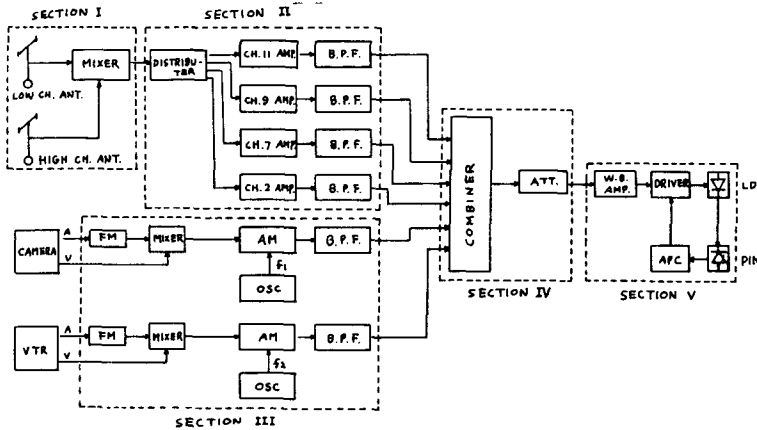 SECTION I
SECTION II
MIXER
LOW CH. ANT.
HIGH CH. ANT.
DISTRIBU-
TER
CH. 11 AMP.
B.P.F.
CH. 9 AMP.
B.P.F.
CH. 7 AMP.
B.P.F.
CH. 2 AMP.
B.P.F.
COMBINER
ATT.
SECTION IV
W.B.
AMP.
DRIVER
LD
APC
PIN
SECTION V
CAMERA
A
V
FM
MIXER
AM
B.P.F.
f1
OSC
VTR
A
V
FM
MIXER
AM
B.P.F.
f2
OSC
SECTION III